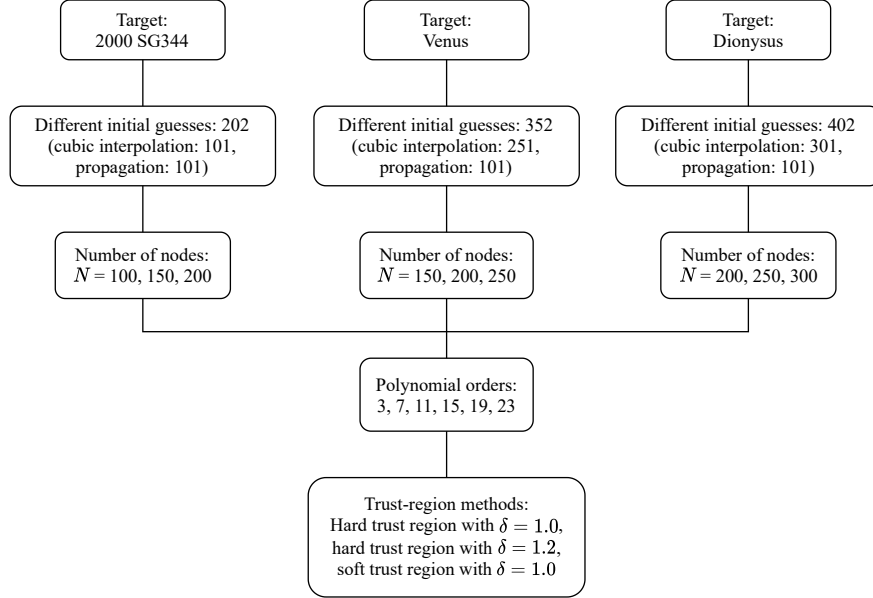 Target:
2000 SG344
Target:
Venus
Target:
Dionysus
Different initial guesses: 202
(cubic interpolation: 101,
propagation: 101)
Different initial guesses: 352
(cubic interpolation: 251,
propagation: 101)
Different initial guesses: 402
(cubic interpolation: 301,
propagation: 101)
Number of nodes:
N = 100, 150, 200
Number of nodes:
N = 150, 200, 250
Number of nodes:
N = 200, 250, 300
Polynomial orders:
3, 7, 11, 15, 19, 23
Trust-region methods:
Hard trust region with δ = 1.0,
hard trust region with δ = 1.2,
soft trust region with δ = 1.0